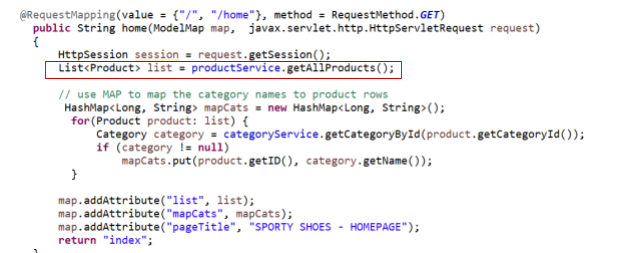 @RequestMapping(value = {"/", "/home"}, method = RequestMethod.GET)
public String home(ModelMap map,  javax.servlet.http.HttpServletRequest request)
{
HttpSession session = request.getSession();
List<Product> list = productService.getAllProducts();
// use MAP to map the category names to product rows
HashMap<Long, String> mapCats = new HashMap<Long, String>();
for(Product product: list) {
Category category = categoryService.getCategoryById(product.getCategoryId());
if (category != null)
mapCats.put(product.getID(), category.getName());
}
map.addAttribute("list", list);
map.addAttribute("mapCats", mapCats);
map.addAttribute("pageTitle", "SPORTY SHOES - HOMEPAGE");
return "index";